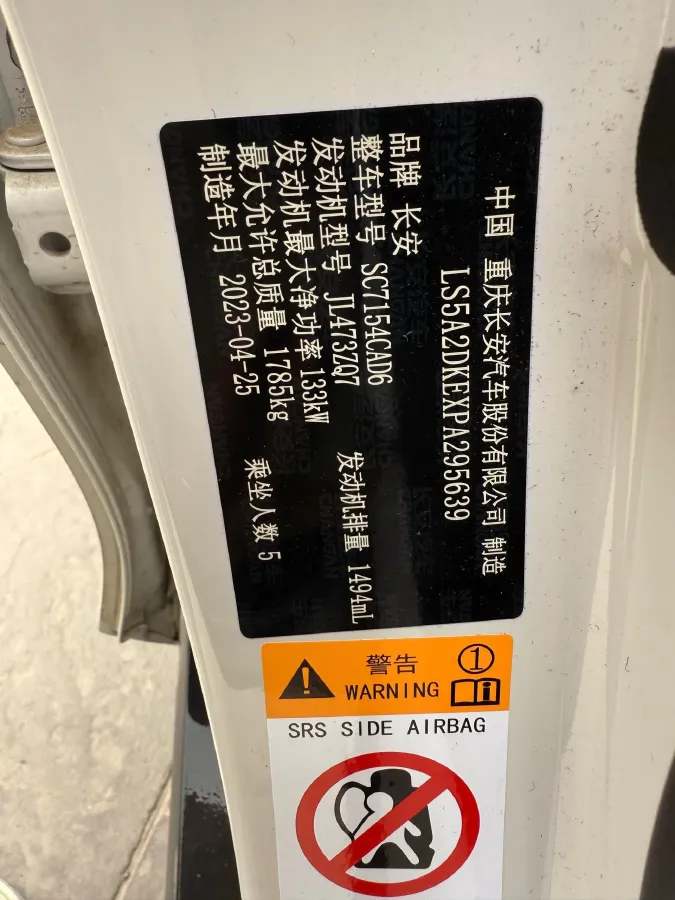 中国 重庆长安汽车股份有限公司 制造
LS5A2DKEXPA295639
品牌 长安
整车型号 SC7154CAD6
发动机型号 JL473ZQ7 发动机排量 1494mL
发动机最大净功率 133kW
最大允许总质量 1785kg 乘坐人数 5
制造年月 2023-04-25
警告 1
WARNING i
SRS SIDE AIRBAG